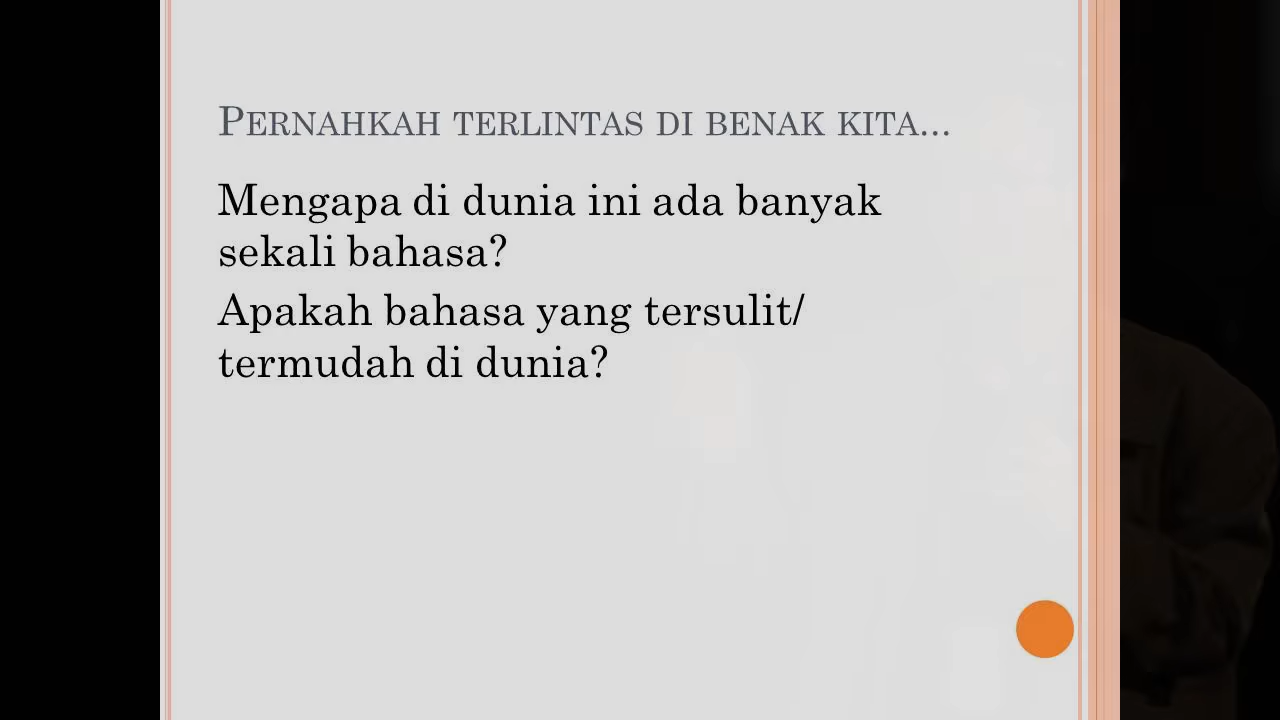 Pernahkah terlintas di benak kita...
Mengapa di dunia ini ada banyak
sekali bahasa?
Apakah bahasa yang tersulit/
termudah di dunia?